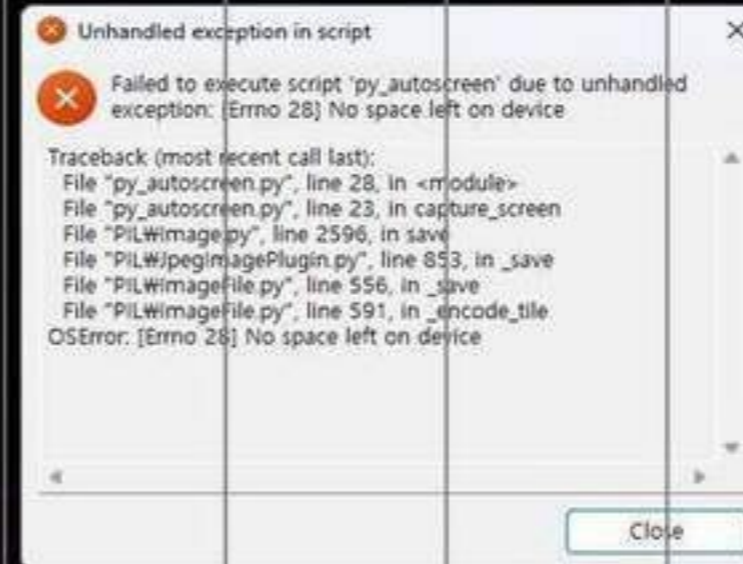 Unhandled exception in script
Failed to execute script 'py_autoscreen' due to unhandled
exception: [Errno 28] No space left on device
Traceback (most recent call last):
File "py_autoscreen.py", line 28, in <module>
File "py_autoscreen.py", line 23, in capture_screen
File "PIL₩Image.py", line 2596, in save
File "PIL₩JpegImagePlugin.py", line 853, in _save
File "PIL₩ImageFile.py", line 556, in _save
File "PIL₩ImageFile.py", line 591, in _encode_tile
OSError: [Errno 28] No space left on device
Close